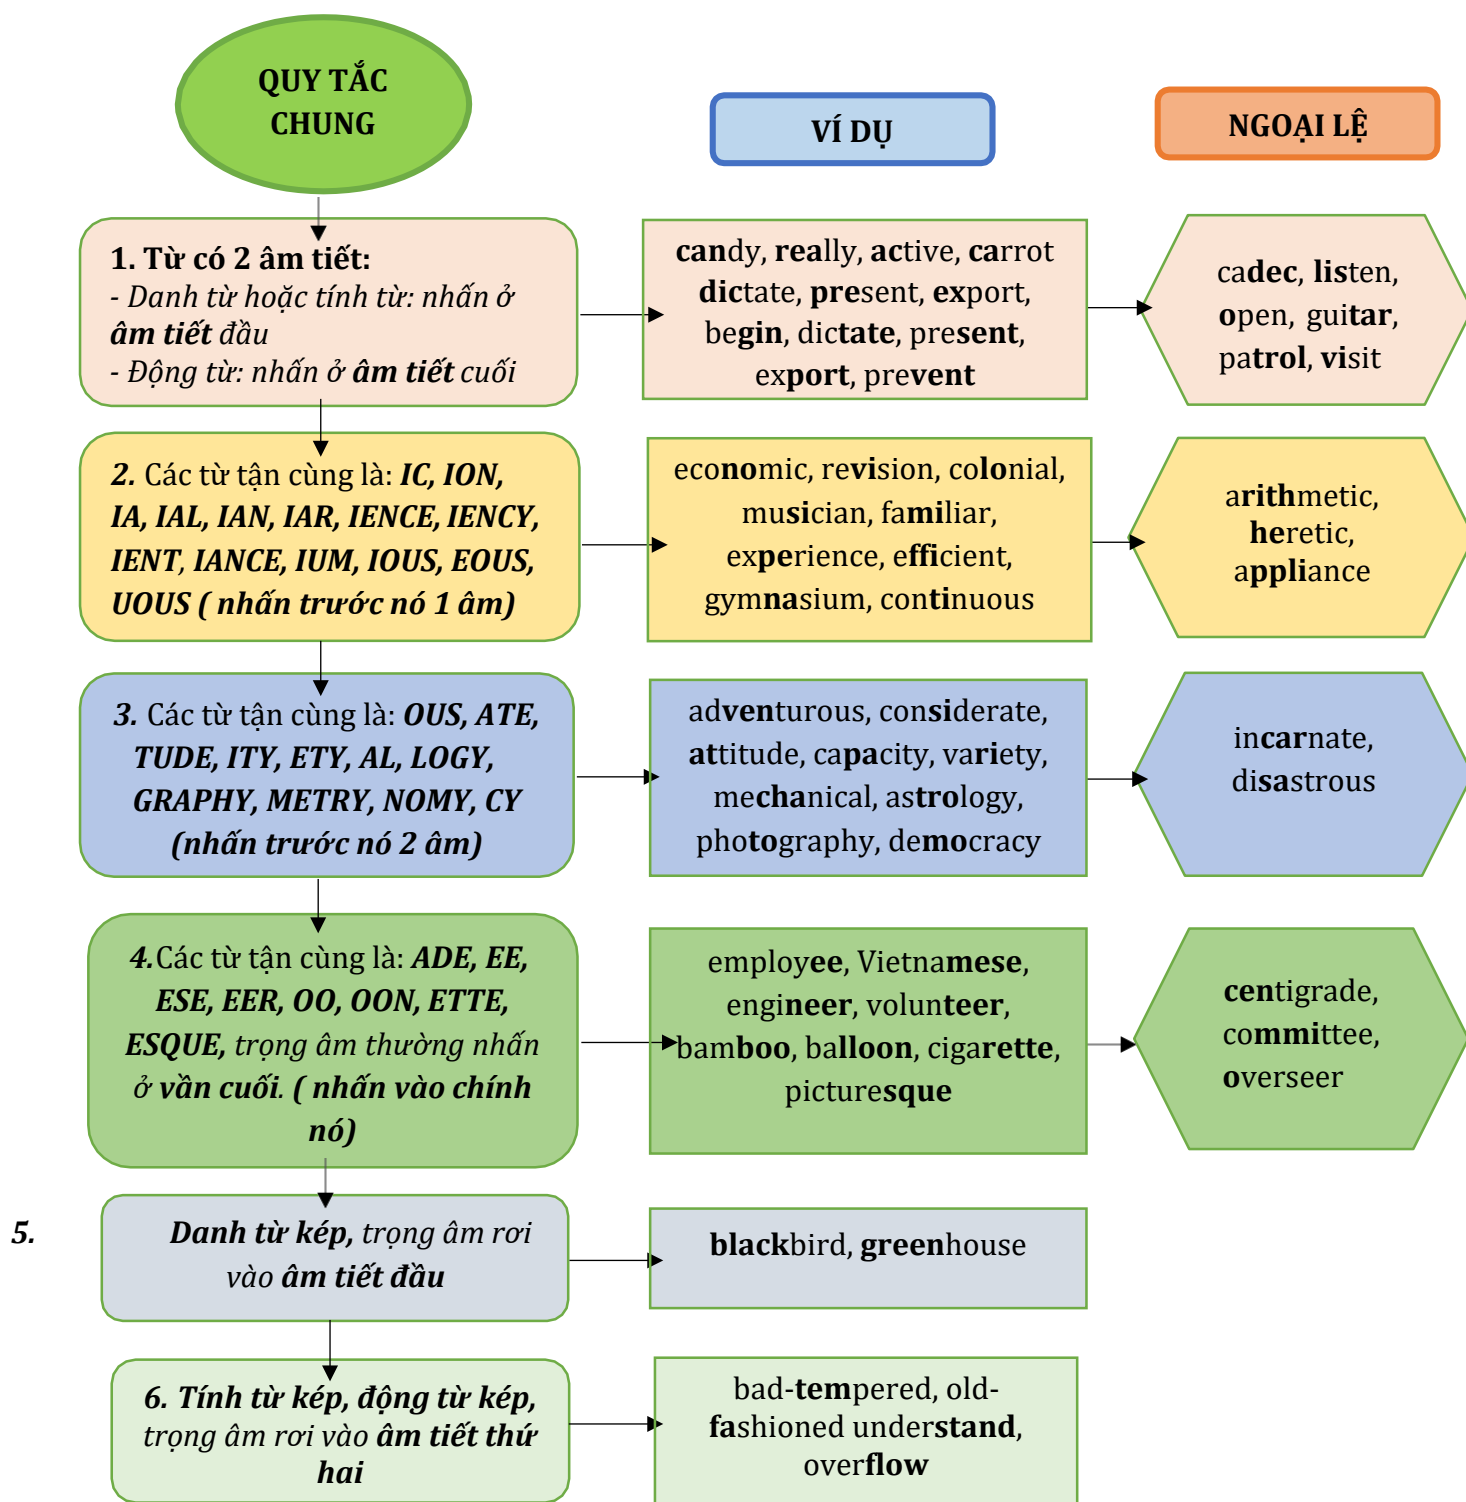 QUY TẮC
CHUNG
VÍ DỤ
NGOẠI LỆ
1. Từ có 2 âm tiết:
- Danh từ hoặc tính từ: nhấn ở
âm tiết đầu
- Động từ: nhấn ở âm tiết cuối
candy, really, active, carrot
dictate, present, export,
begin, dictate, present,
export, prevent
cadec, listen,
open, guitar,
patrol, visit
2. Các từ tận cùng là: IC, ION,
IA, IAL, IAN, IAR, IENCE, IENCY,
IENT, IANCE, IUM, IOUS, EOUS,
UOUS ( nhấn trước nó 1 âm)
economic, revision, colonial,
musician, familiar,
experience, efficient,
gymnasium, continuous
arithmetic,
heretic,
appliance
3. Các từ tận cùng là: OUS, ATE,
TUDE, ITY, ETY, AL, LOGY,
GRAPHY, METRY, NOMY, CY
(nhấn trước nó 2 âm)
adventurous, considerate,
attitude, capacity, variety,
mechanical, astrology,
photography, democracy
incarnate,
disastrous
4.Các từ tận cùng là: ADE, EE,
ESE, EER, OO, OON, ETTE,
ESQUE, trọng âm thường nhấn
ở vần cuối. ( nhấn vào chính
nó)
employee, Vietnamese,
engineer, volunteer,
bamboo, balloon, cigarette,
picturesque
centigrade,
committee,
overseer
5. Danh từ kép, trọng âm rơi
vào âm tiết đầu
blackbird, greenhouse
6. Tính từ kép, động từ kép,
trọng âm rơi vào âm tiết thứ
hai
bad-tempered, old-
fashioned understand,
overflow